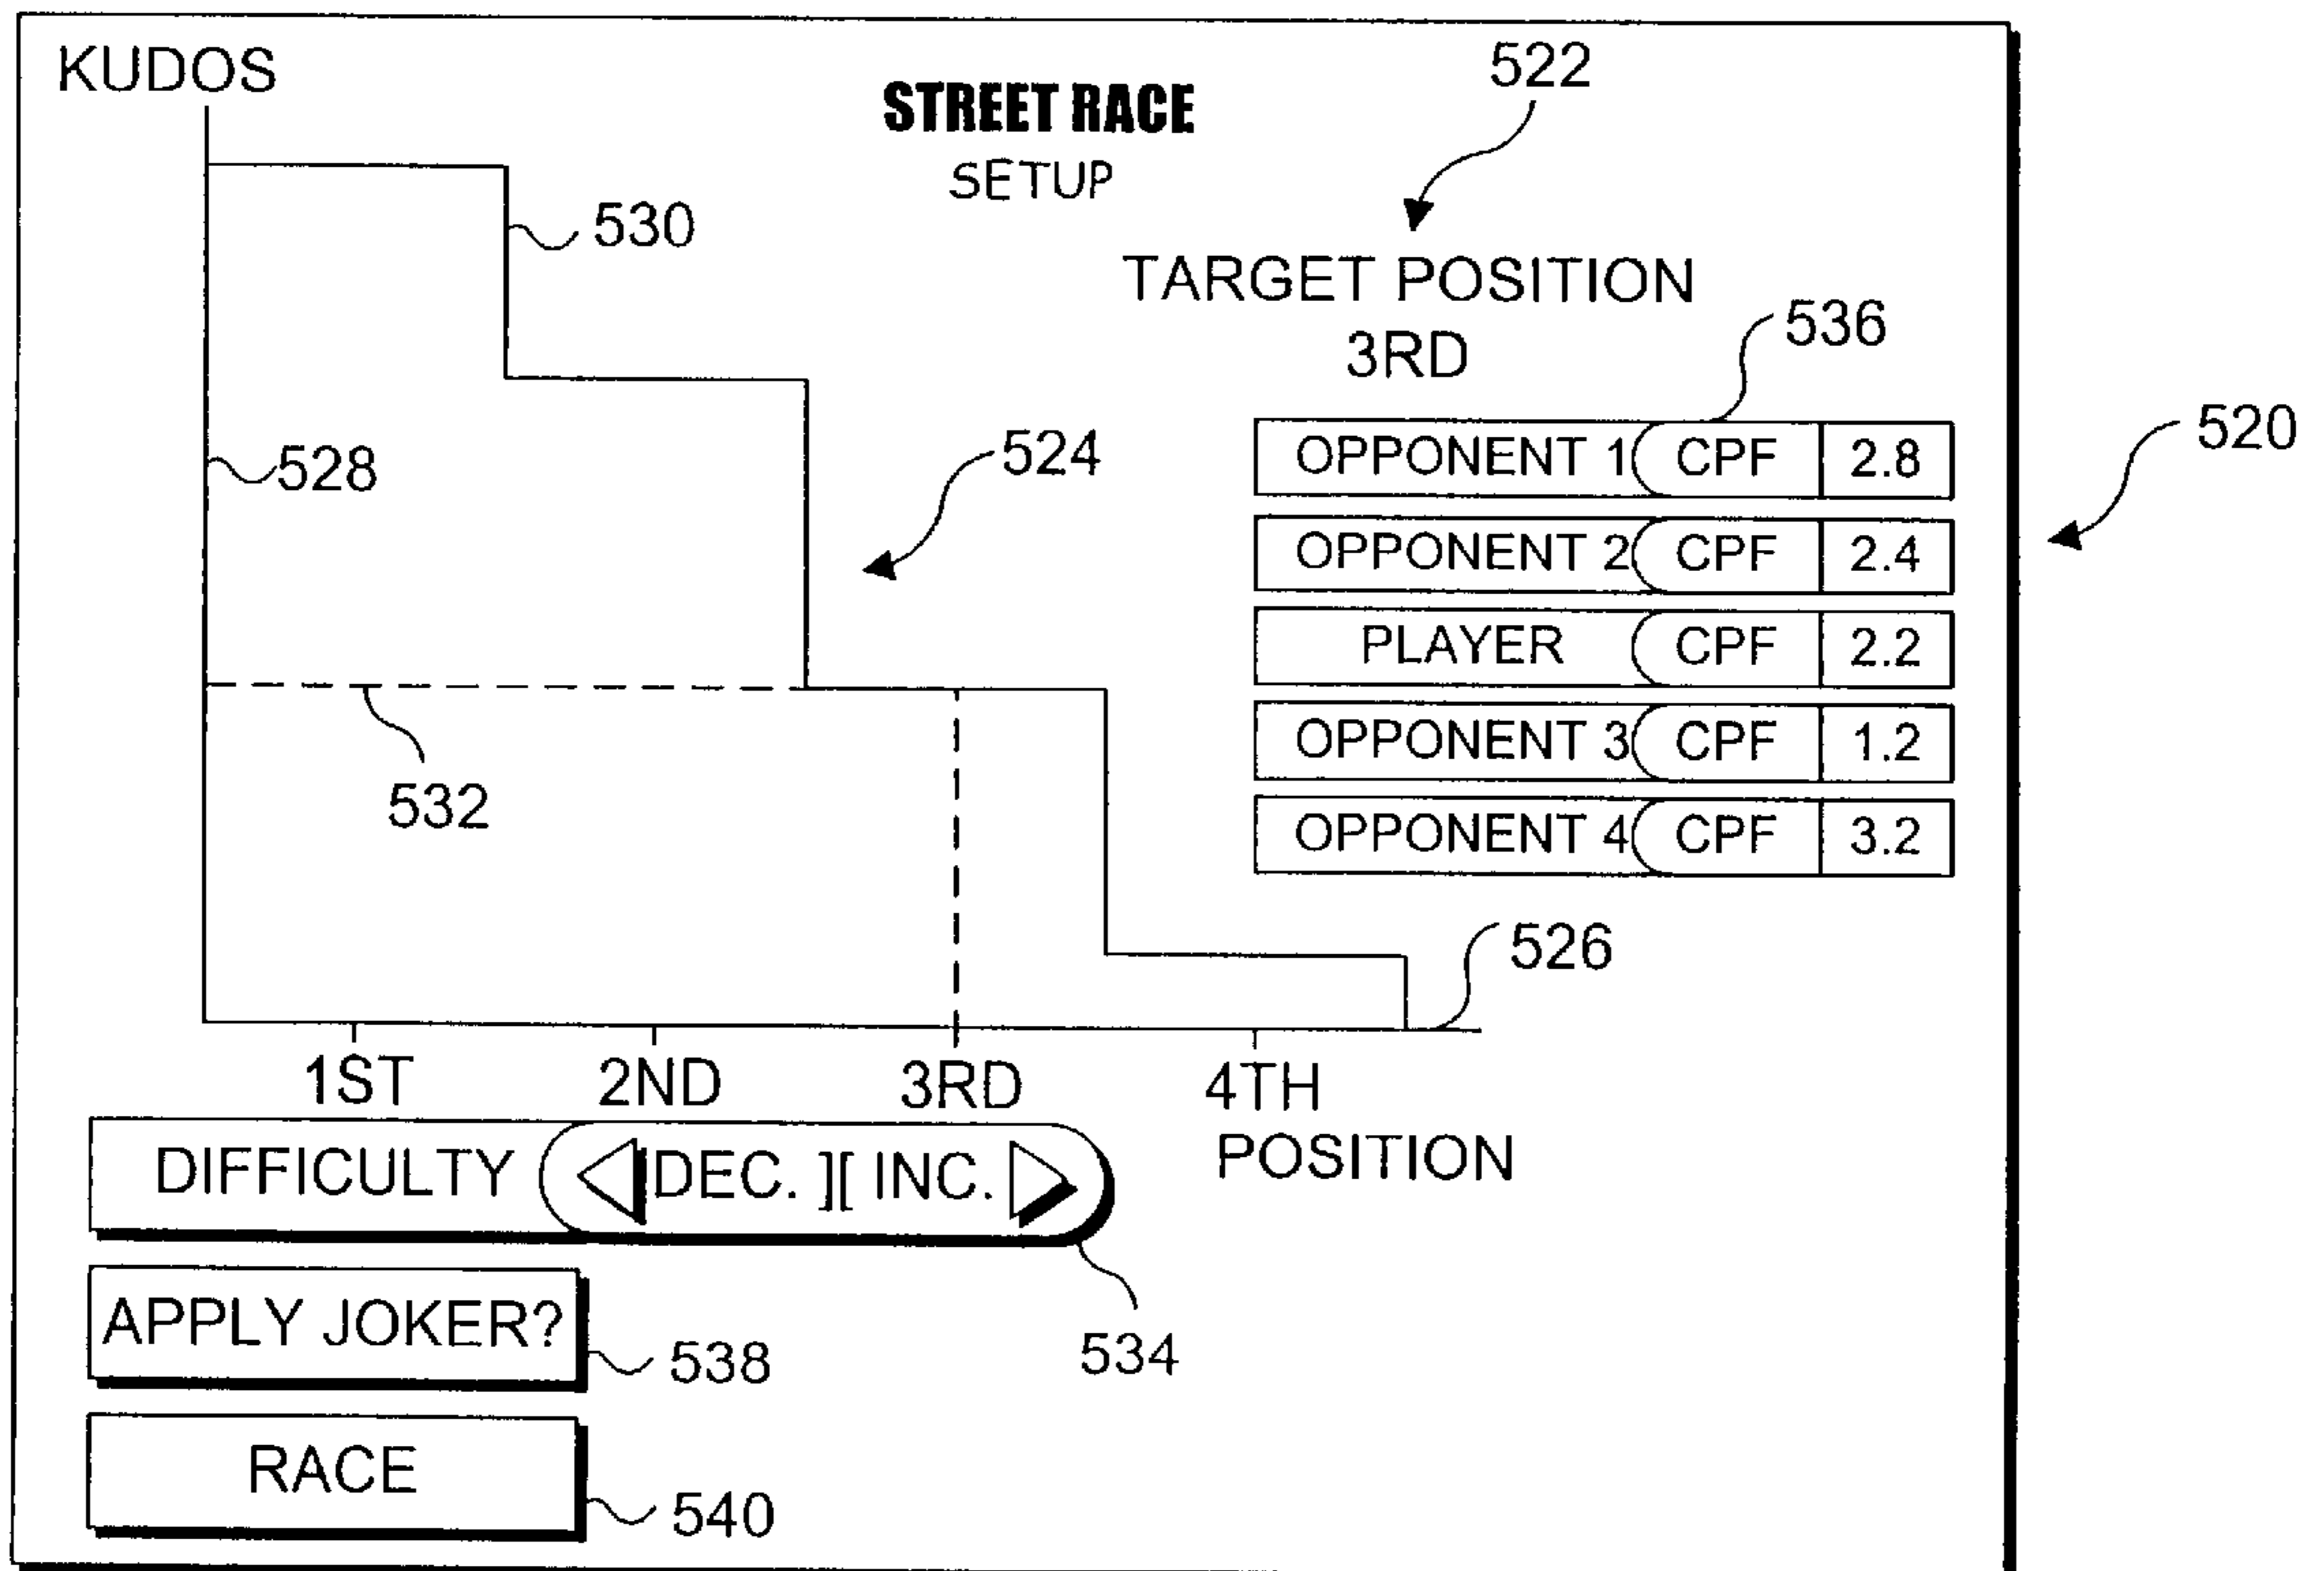 KUDOS
STREET RACE
SETUP
522
530
TARGET POSITION
3RD
536
528
524
520
OPPONENT 1 CPF 2.8
OPPONENT 2 CPF 2.4
PLAYER CPF 2.2
OPPONENT 3 CPF 1.2
OPPONENT 4 CPF 3.2
532
526
1ST 2ND 3RD 4TH
POSITION
DIFFICULTY [DEC. ][ INC.
534
APPLY JOKER?
538
RACE
540